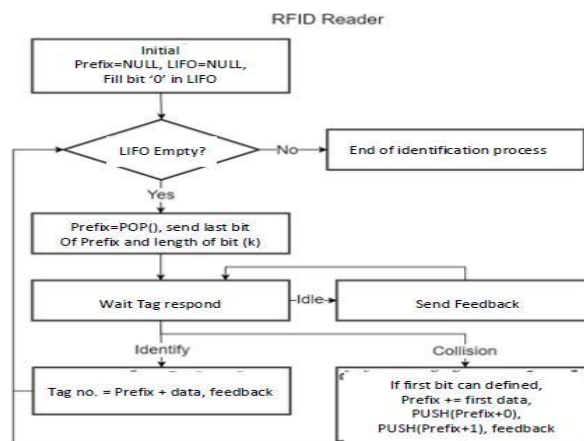 RFID Reader
Initial
Prefix=NULL, LIFO=NULL,
Fill bit ‘0’ in LIFO
LIFO Empty?
No
End of identification process
Yes
Prefix=POP(), send last bit
Of Prefix and length of bit (k)
Wait Tag respond
Idle
Send Feedback
Identify
Collision
Tag no. = Prefix + data, feedback
If first bit can defined,
Prefix += first data,
PUSH(Prefix+0),
PUSH(Prefix+1), feedback